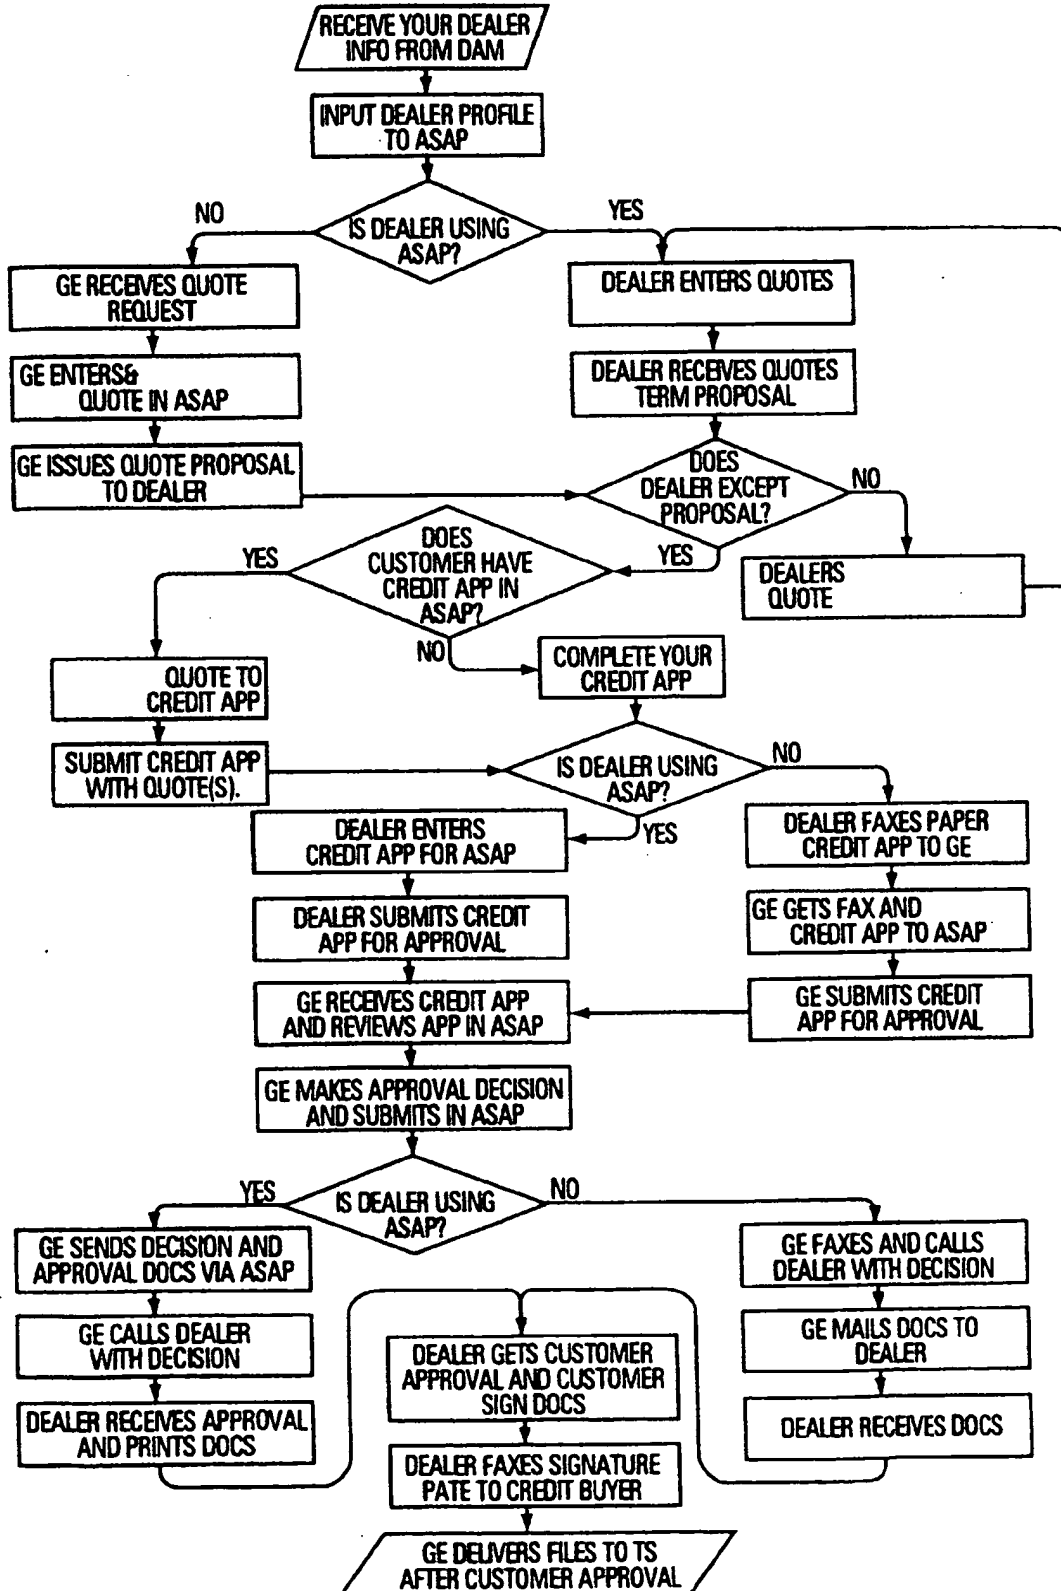 RECEIVE YOUR DEALER
INFO FROM DAM
INPUT DEALER PROFILE
TO ASAP
IS DEALER USING
ASAP?
NO
YES
GE RECEIVES QUOTE
REQUEST
DEALER ENTERS QUOTES
GE ENTERS&
QUOTE IN ASAP
DEALER RECEIVES QUOTES
TERM PROPOSAL
GE ISSUES QUOTE PROPOSAL
TO DEALER
DOES
DEALER EXCEPT
PROPOSAL?
NO
YES
DEALERS
QUOTE
DOES
CUSTOMER HAVE
CREDIT APP IN
ASAP?
YES
NO
QUOTE TO
CREDIT APP
COMPLETE YOUR
CREDIT APP
SUBMIT CREDIT APP
WITH QUOTE(S).
IS DEALER USING
ASAP?
NO
YES
DEALER ENTERS
CREDIT APP FOR ASAP
DEALER FAXES PAPER
CREDIT APP TO GE
DEALER SUBMITS CREDIT
APP FOR APPROVAL
GE GETS FAX AND
CREDIT APP TO ASAP
GE RECEIVES CREDIT APP
AND REVIEWS APP IN ASAP
GE SUBMITS CREDIT
APP FOR APPROVAL
GE MAKES APPROVAL DECISION
AND SUBMITS IN ASAP
IS DEALER USING
ASAP?
YES
NO
GE SENDS DECISION AND
APPROVAL DOCS VIA ASAP
GE FAXES AND CALLS
DEALER WITH DECISION
GE CALLS DEALER
WITH DECISION
GE MAILS DOCS TO
DEALER
DEALER RECEIVES APPROVAL
AND PRINTS DOCS
DEALER RECEIVES DOCS
DEALER GETS CUSTOMER
APPROVAL AND CUSTOMER
SIGN DOCS
DEALER FAXES SIGNATURE
PATE TO CREDIT BUYER
GE DELIVERS FILES TO TS
AFTER CUSTOMER APPROVAL